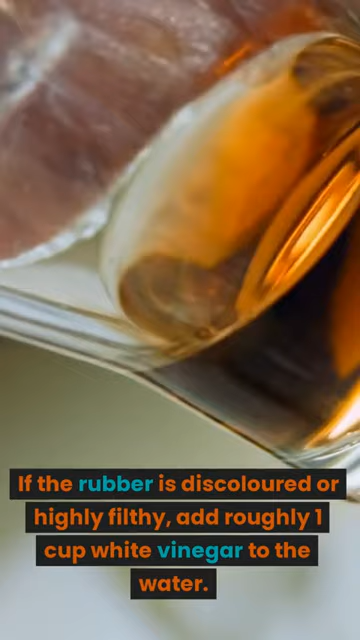 If the rubber is discoloured or
highly filthy, add roughly 1
cup white vinegar to the
water.